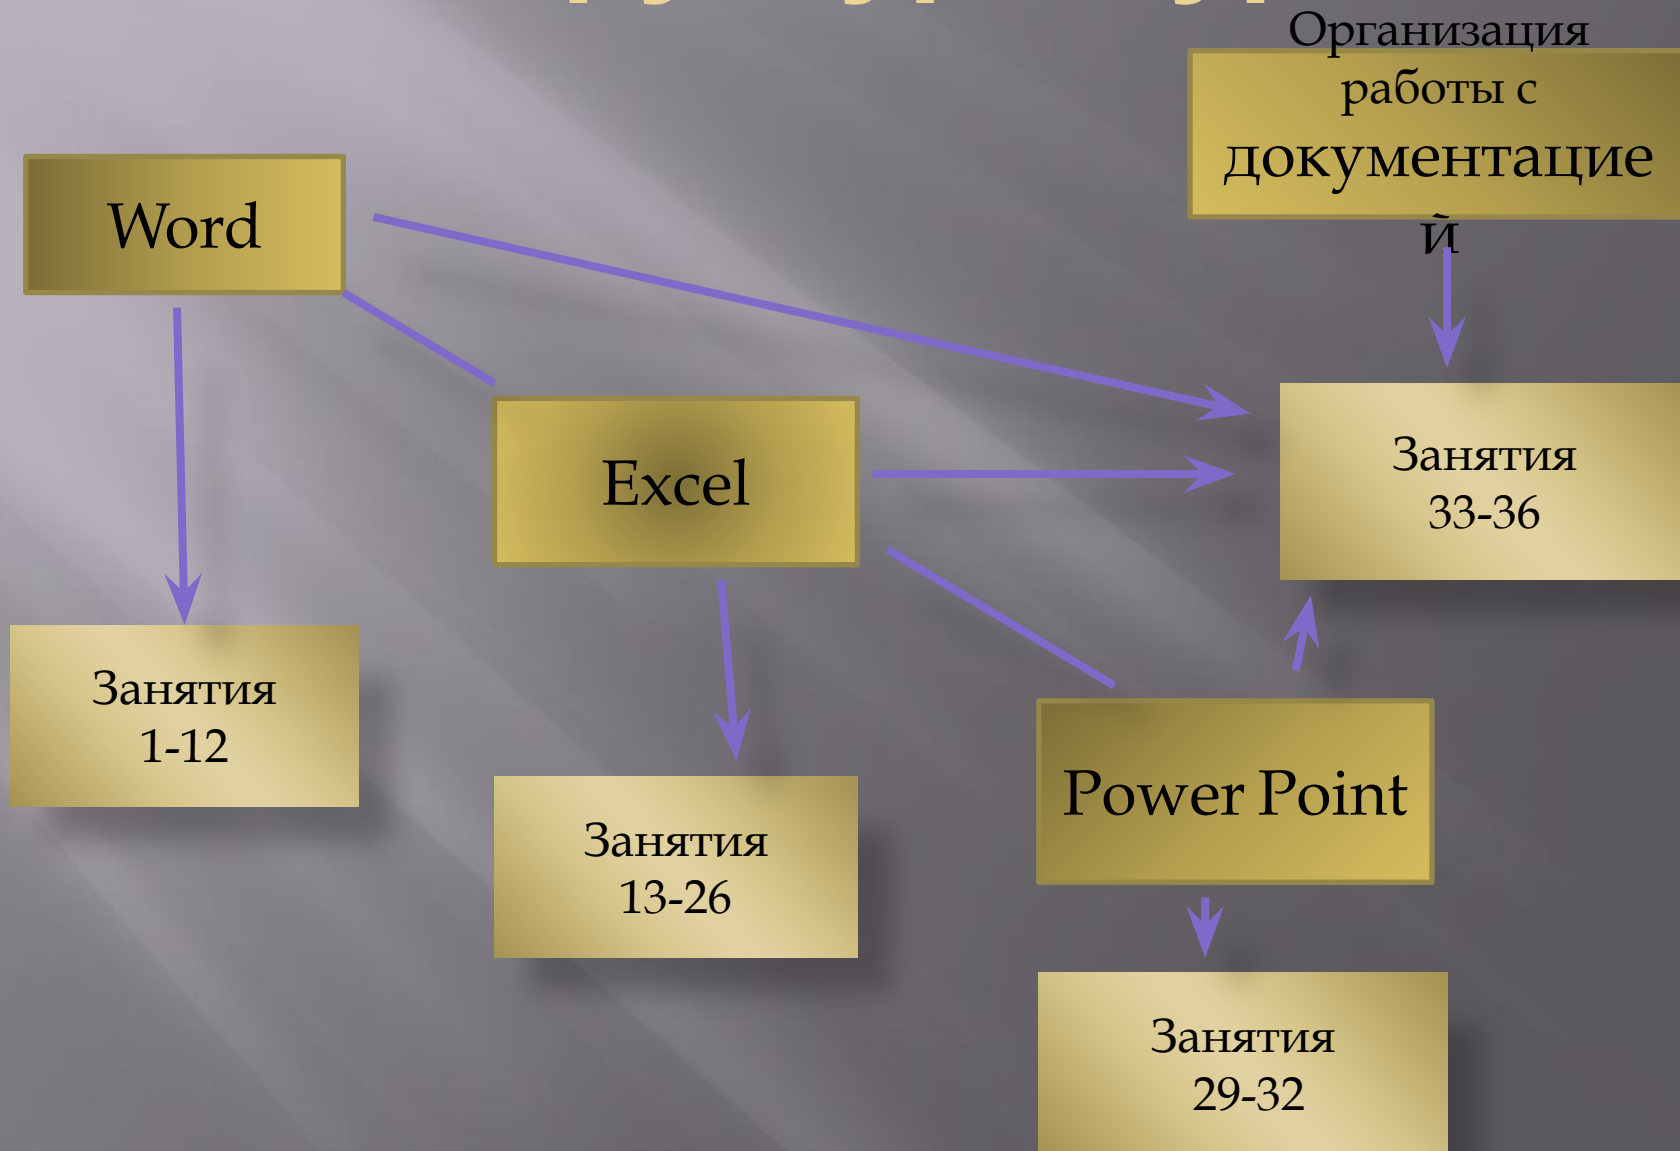 Организация
работы с
документацие
й
Word
Excel
Занятия
33-36
Занятия
1-12
Power Point
Занятия
13-26
Занятия
29-32